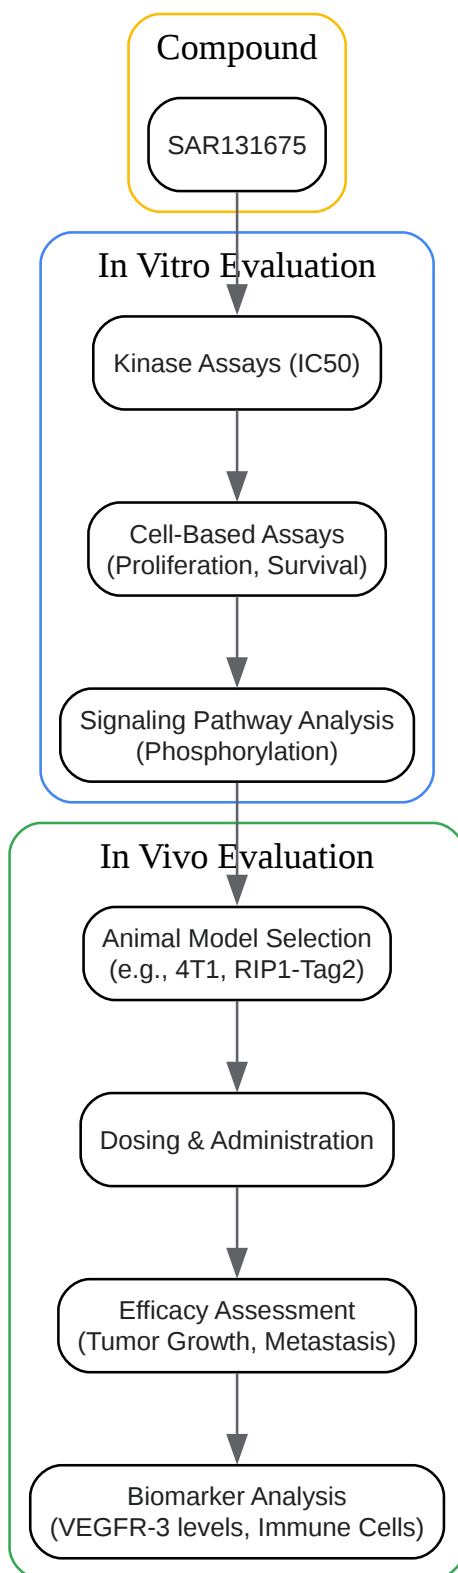 Compound
SAR131675
In Vitro Evaluation
Kinase Assays (IC50)
Cell-Based Assays
(Proliferation, Survival)
Signaling Pathway Analysis
(Phosphorylation)
In Vivo Evaluation
Animal Model Selection
(e.g., 4T1, RIP1-Tag2)
Dosing & Administration
Efficacy Assessment
(Tumor Growth, Metastasis)
Biomarker Analysis
(VEGFR-3 levels, Immune Cells)